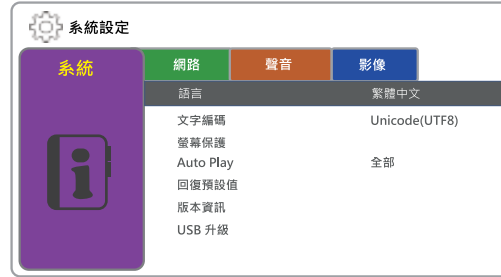 系統設定
系統 網路 聲音 影像
語言 繁體中文
文字編碼 Unicode(UTF8)
螢幕保護
Auto Play 全部
回復預設值
版本資訊
USB 升級